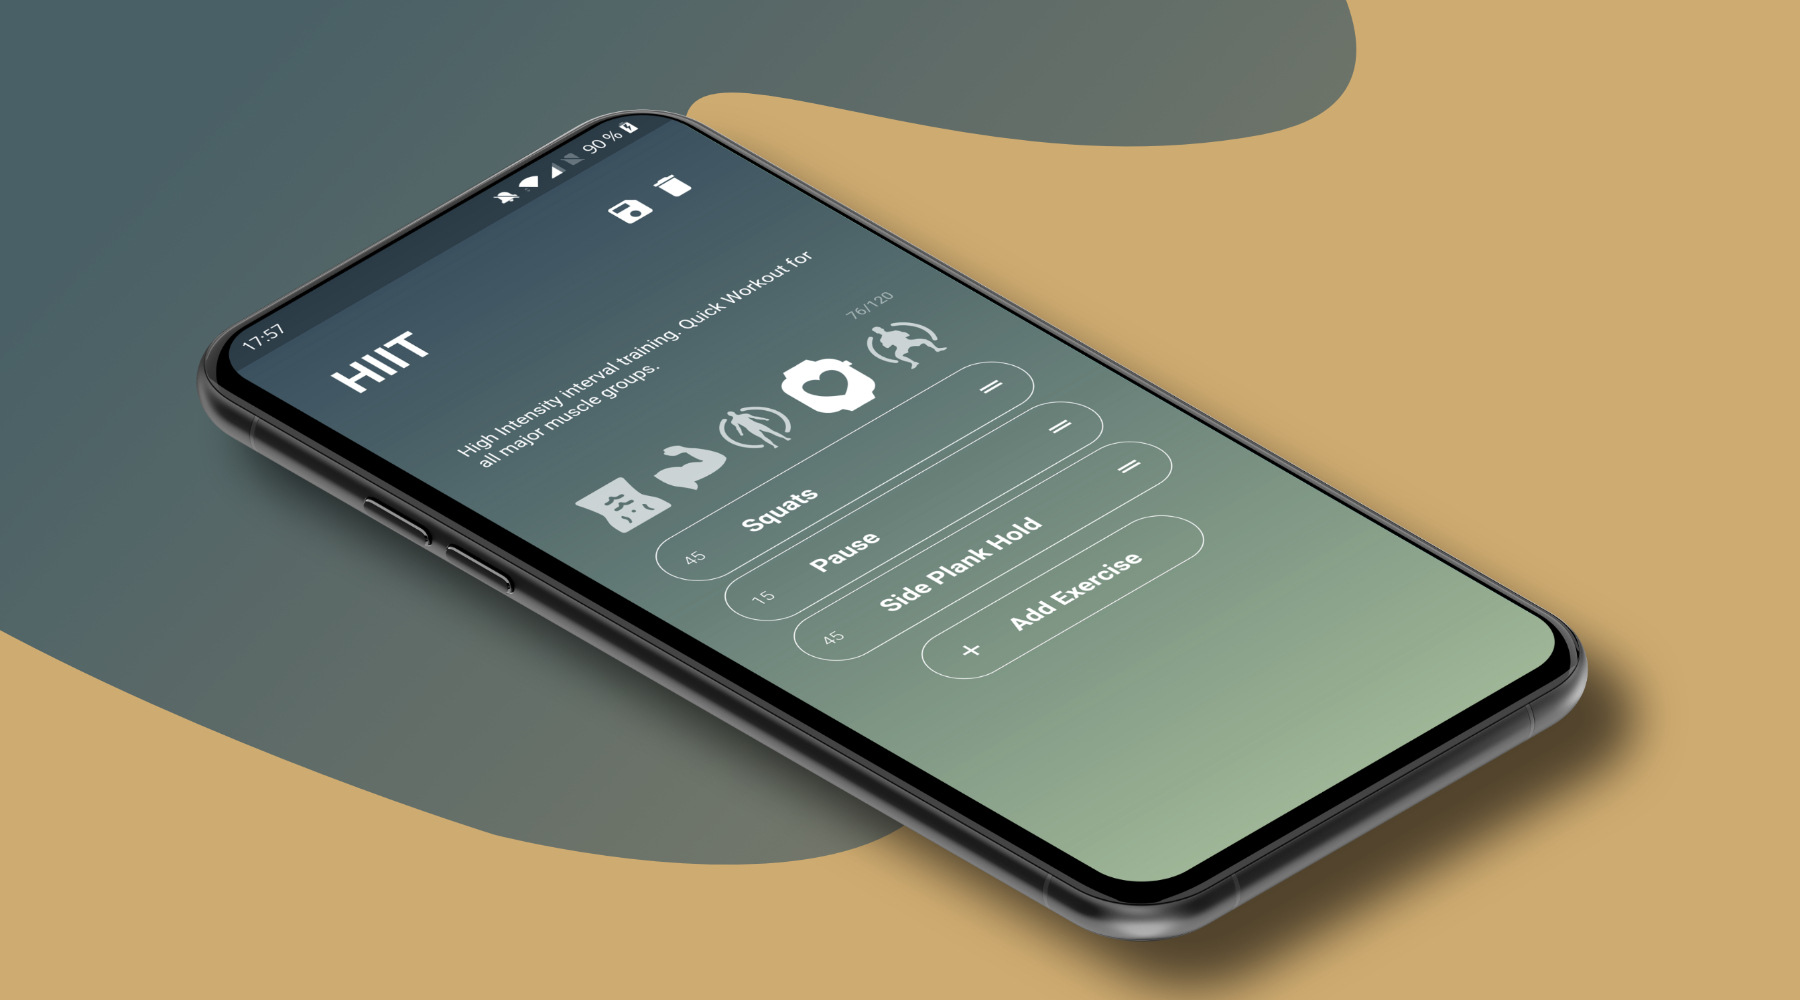 17:57
90 %
HIIT
High Intensity interval training. Quick Workout for
all major muscle groups.
76/120
45 Squats
15 Pause
45 Side Plank Hold
+ Add Exercise